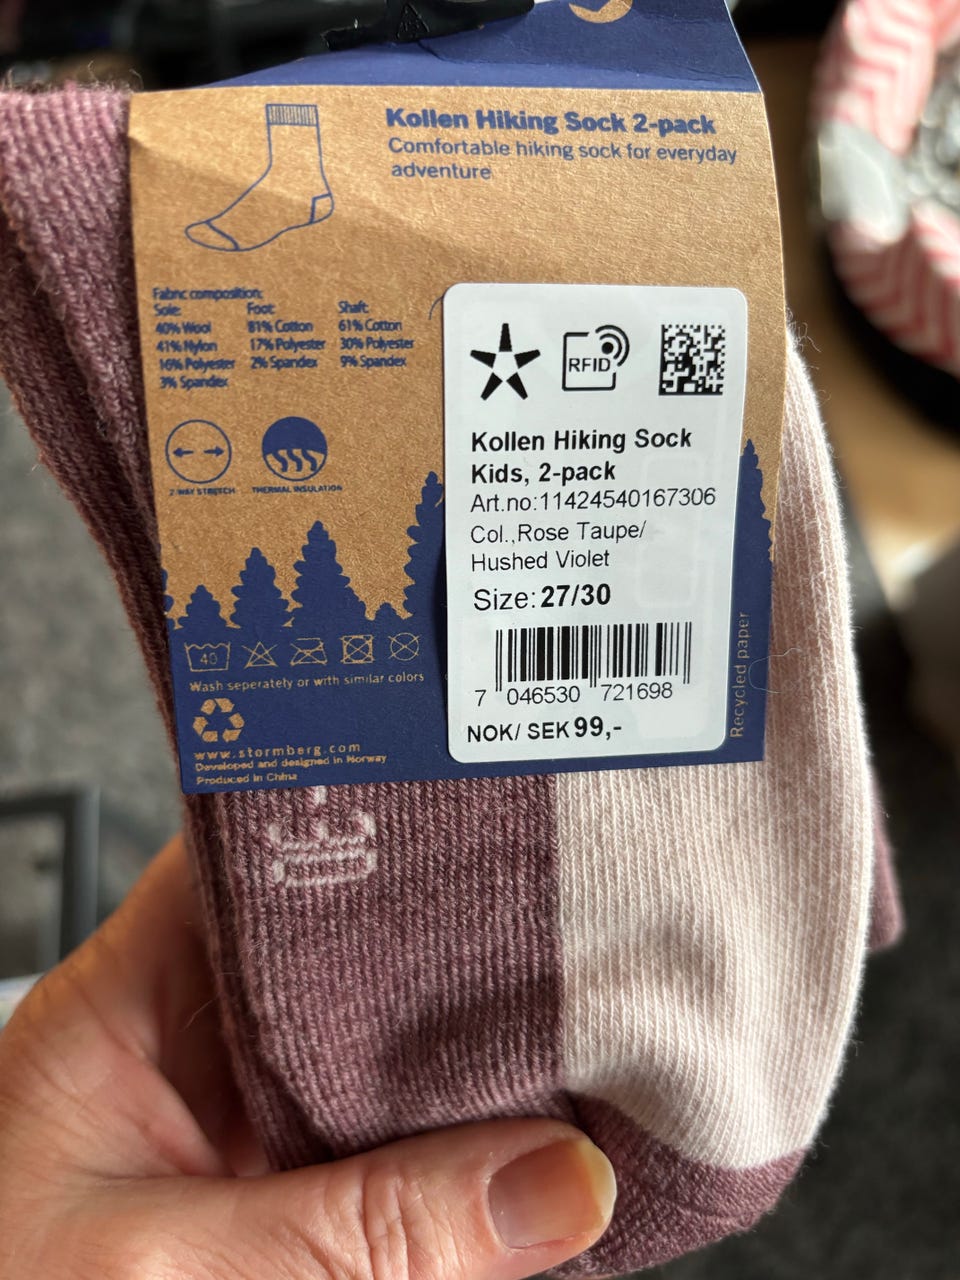 Kollen Hiking Sock 2-pack
Comfortable hiking sock for everyday
adventure
Fabric composition:
Sole:
40% Wool
41% Nylon
16% Polyester
3% Spandex
Foot:
81% Cotton
17% Polyester
2% Spandex
Shaft:
61% Cotton
30% Polyester
9% Spandex
2-WAY STRETCH
THERMAL INSULATION
RFID
Kollen Hiking Sock
Kids, 2-pack
Art.no:11424540167306
Col.,Rose Taupe/
Hushed Violet
Size: 27/30
7 046530 721698
NOK/ SEK 99,-
40
Wash seperately or with similar colors
www.stormberg.com
Developed and designed in Norway
Produced in China
Recycled paper